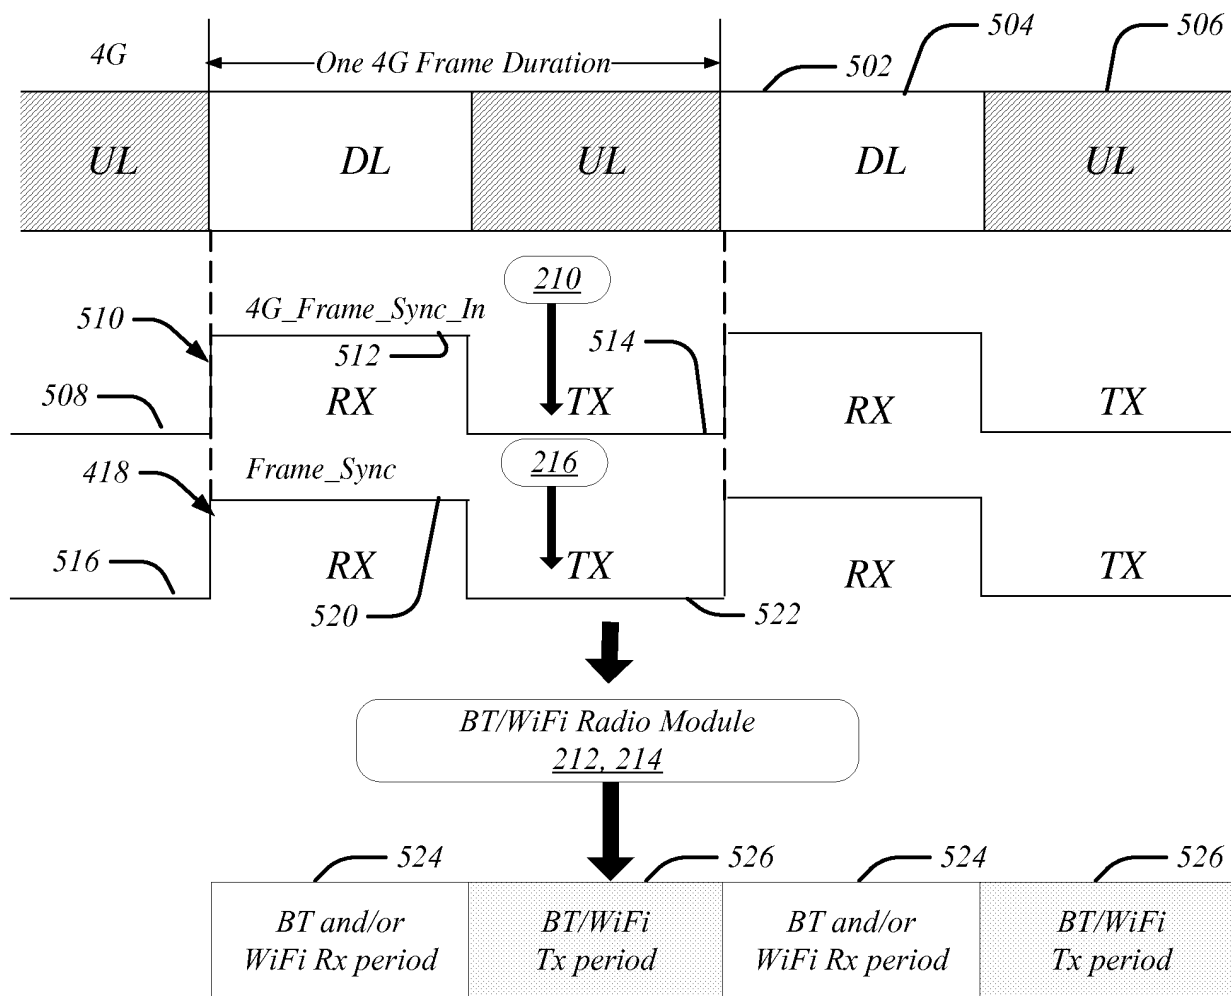 504
506
4G
One 4G Frame Duration
502
UL
DL
UL
DL
UL
210
4G_Frame_Sync_In
510
512
514
508
RX
TX
RX
TX
216
Frame_Sync
418
516
RX
TX
RX
TX
520
522
BT/WiFi Radio Module
212, 214
524
526
524
526
BT and/or
WiFi Rx period
BT/WiFi
Tx period
BT and/or
WiFi Rx period
BT/WiFi
Tx period